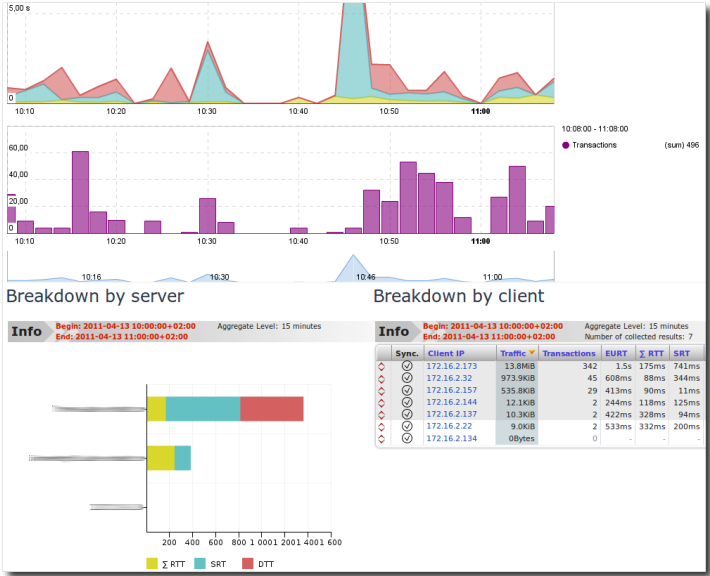 5,00 s
0
10:10 10:20 10:30 10:40 10:50 11:00
10:08:00 - 11:08:00
Transactions (sum) 496
60,00
40,00
20,00
0
10:10 10:20 10:30 10:40 10:50 11:00
10:16 10:30 10:46 11:00
Breakdown by server
Info
Begin: 2011-04-13 10:00:00+02:00 Aggregate Level: 15 minutes
End: 2011-04-13 11:00:00+02:00
200 400 600 800 1 000 1 200 1 400 1 600
Σ RTT SRT DTT
Breakdown by client
Info
Begin: 2011-04-13 10:00:00+02:00 Aggregate Level: 15 minutes
End: 2011-04-13 11:00:00+02:00 Number of collected results: 7
Sync. Client IP Traffic Transactions EURT Σ RTT SRT
172.16.2.173 13.8MiB 342 1.5s 175ms 741ms
172.16.2.32 973.9KiB 45 608ms 88ms 344ms
172.16.2.157 535.8KiB 29 413ms 90ms 11ms
172.16.2.144 12.1KiB 2 244ms 118ms 125ms
172.16.2.137 10.3KiB 2 422ms 328ms 94ms
172.16.2.22 9.0KiB 2 533ms 332ms 200ms
172.16.2.134 0Bytes 0 - - -